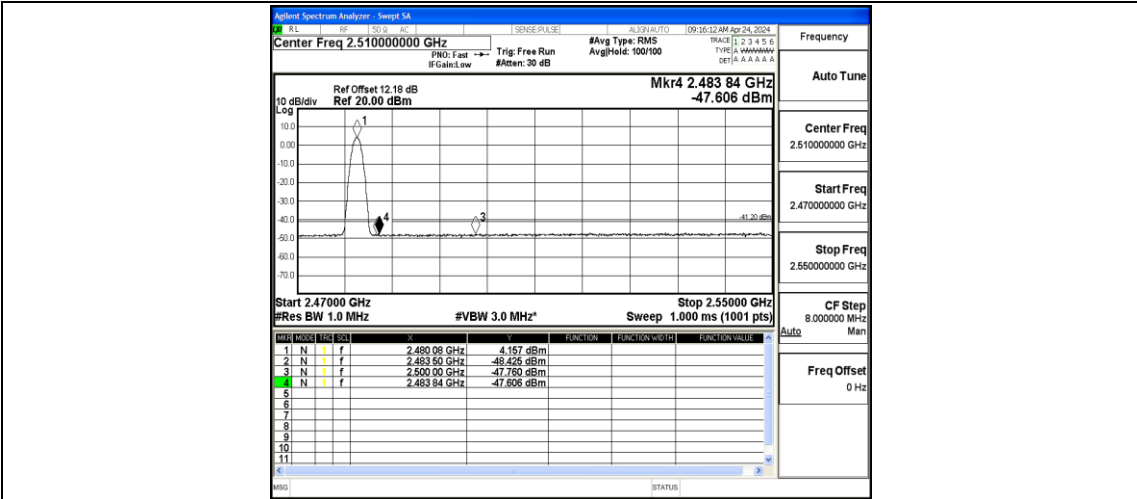 Agilent Spectrum Analyzer - Swept SA
RL RF 50 Ω AC SENSE:PULSE ALIGN AUTO 09:16:12 AM Apr 24, 2024
Center Freq 2.510000000 GHz
PNO: Fast
IFGain:Low
Trig: Free Run
#Atten: 30 dB
#Avg Type: RMS
Avg|Hold: 100/100
TRACE 1 2 3 4 5 6
TYPE A
DET A A A A A A
Mkr4 2.483 84 GHz
-47.606 dBm
Ref Offset 12.18 dB
10 dB/div Ref 20.00 dBm
Log
10.0
0.00
-10.0
-20.0
-30.0
-40.0
-50.0
-60.0
-70.0
1
4
3
-41.20 dBm
Start 2.47000 GHz Stop 2.55000 GHz
#Res BW 1.0 MHz #VBW 3.0 MHz* Sweep 1.000 ms (1001 pts)
MKR MODE TRC SCL X Y FUNCTION FUNCTION WIDTH FUNCTION VALUE
1 N 1 f 2.480 08 GHz 4.157 dBm
2 N 1 f 2.483 50 GHz -48.425 dBm
3 N 1 f 2.500 00 GHz -47.760 dBm
4 N 1 f 2.483 84 GHz -47.606 dBm
5
6
7
8
9
10
11
MSG STATUS
Frequency
Auto Tune
Center Freq
2.510000000 GHz
Start Freq
2.470000000 GHz
Stop Freq
2.550000000 GHz
CF Step
8.000000 MHz
Auto Man
Freq Offset
0 Hz